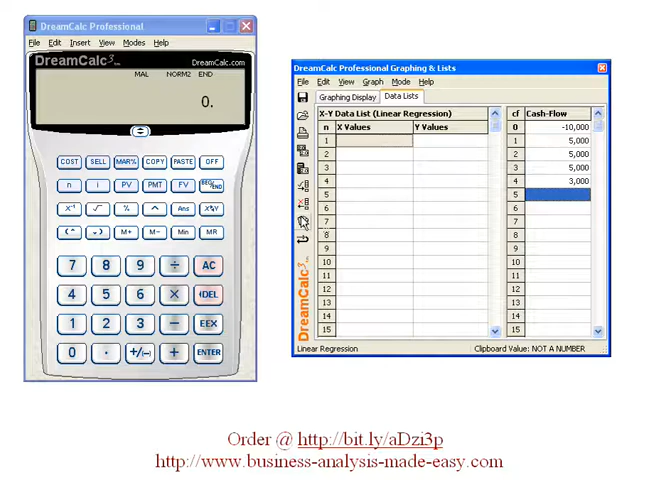 DreamCalc Professional
File Edit Insert View Modes Help
DreamCalc3 DreamCalc.com
MAL NORM2 END
0.
COST SELL MAR% COPY PASTE OFF
n i PV PMT FV BEG/END
X⁻¹ √ % ^ Ans X⇄Y
(^ ⌄) M+ M− Min MR
7 8 9 ÷ AC
4 5 6 × DEL
1 2 3 − EEX
0 · +/(−) + ENTER
DreamCalc Professional Graphing & Lists
File Edit View Graph Modes Help
Graphing Display Data Lists
X-Y Data List (Linear Regression) cf Cash-Flow
n X Values Y Values 0 -10,000
1 1 5,000
2 2 5,000
3 3 5,000
4 4 3,000
5 5
6 6
7 7
8 8
9 9
10 10
11 11
12 12
13 13
14 14
15 15
DreamCalc3
Linear Regression Clipboard Value: NOT A NUMBER
Order @ http://bit.ly/aDzi3p
http://www.business-analysis-made-easy.com